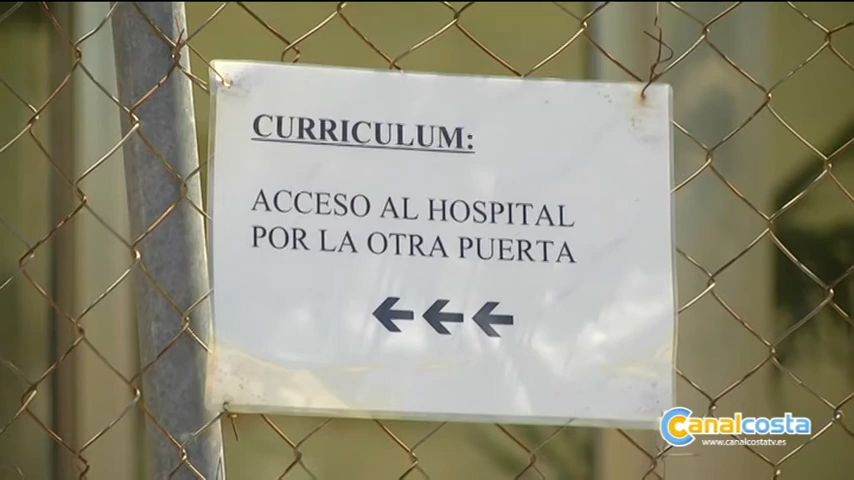 CURRICULUM:
ACCESO AL HOSPITAL
POR LA OTRA PUERTA
Canalcosta
www.canalcostatv.es